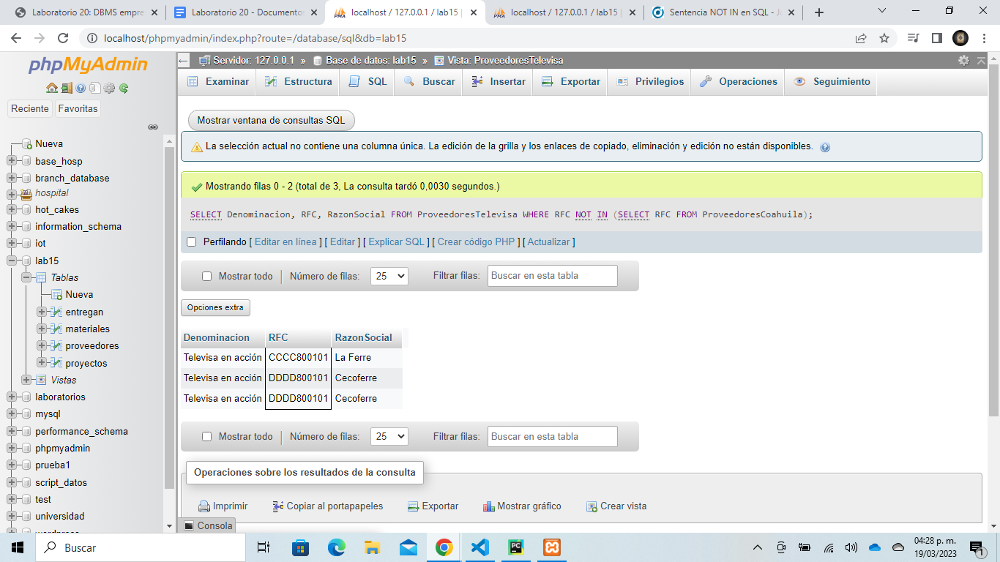 Laboratorio 20: DBMS empre
Laboratorio 20 - Documento
localhost / 127.0.0.1 / lab15 |
localhost / 127.0.0.1 / lab15 |
Sentencia NOT IN en SQL - Jo
localhost/phpmyadmin/index.php?route=/database/sql&db=lab15
phpMyAdmin
Reciente
Favoritas
Nueva
base_hosp
branch_database
hospital
hot_cakes
information_schema
iot
lab15
Tablas
Nueva
entregan
materiales
proveedores
proyectos
Vistas
laboratorios
mysql
performance_schema
phpmyadmin
prueba1
script_datos
test
universidad
wordpress
Servidor: 127.0.0.1 » Base de datos: lab15 » Vista: ProveedoresTelevisa
Examinar Estructura SQL Buscar Insertar Exportar Privilegios Operaciones Seguimiento
Mostrar ventana de consultas SQL
La selección actual no contiene una columna única. La edición de la grilla y los enlaces de copiado, eliminación y edición no están disponibles.
Mostrando filas 0 - 2 (total de 3, La consulta tardó 0,0030 segundos.)
SELECT Denominacion, RFC, RazonSocial FROM ProveedoresTelevisa WHERE RFC NOT IN (SELECT RFC FROM ProveedoresCoahuila);
Perfilando [ Editar en línea ] [ Editar ] [ Explicar SQL ] [ Crear código PHP ] [ Actualizar ]
Mostrar todo Número de filas: 25 Filtrar filas: Buscar en esta tabla
Opciones extra
Denominacion RFC RazonSocial
Televisa en acción CCCC800101 La Ferre
Televisa en acción DDDD800101 Cecoferre
Televisa en acción DDDD800101 Cecoferre
Mostrar todo Número de filas: 25 Filtrar filas: Buscar en esta tabla
Operaciones sobre los resultados de la consulta
Imprimir Copiar al portapapeles Exportar Mostrar gráfico Crear vista
Consola
Buscar
04:28 p. m.
19/03/2023
1